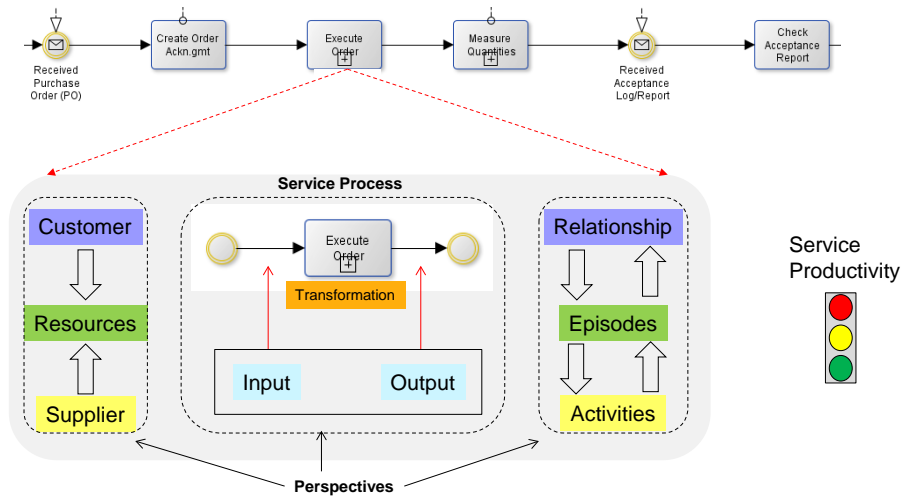 Create Order
Ackn.gmt
Execute
Order
Measure
Quantities
Check
Acceptance
Report
Received
Purchase
Order (PO)
Received
Acceptance
Log/Report
Service Process
Customer
Resources
Supplier
Execute
Order
Transformation
Input
Output
Relationship
Episodes
Activities
Service
Productivity
Perspectives